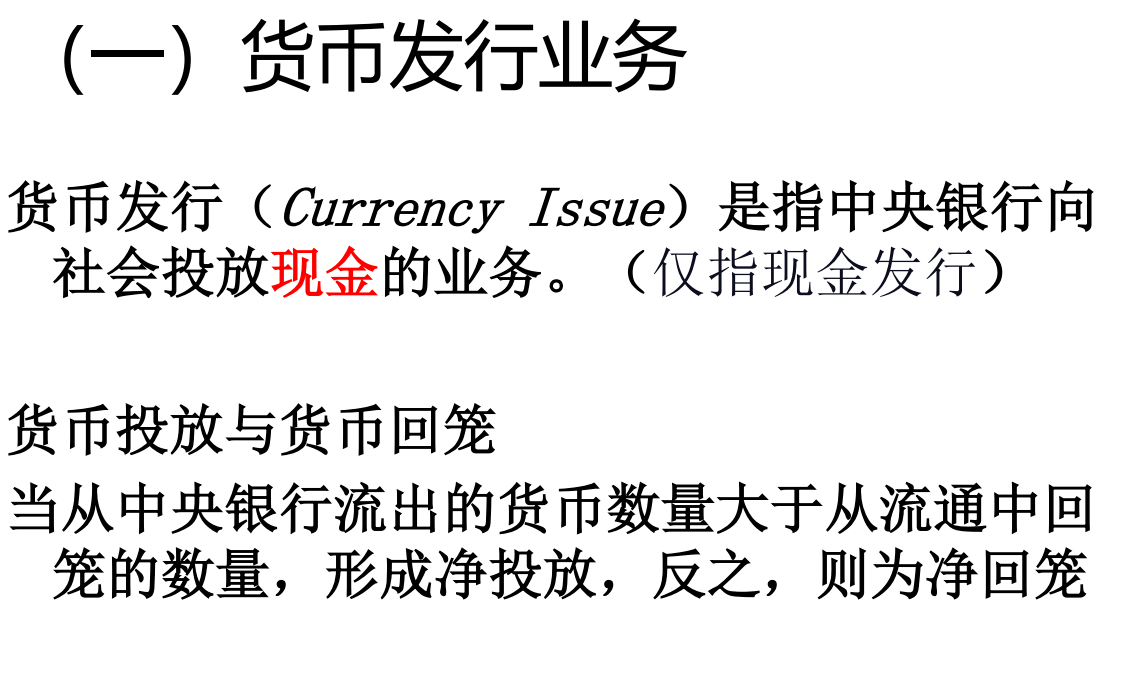 （一）货币发行业务
货币发行（Currency Issue）是指中央银行向
社会投放现金的业务。（仅指现金发行）
货币投放与货币回笼
当从中央银行流出的货币数量大于从流通中回
笼的数量，形成净投放，反之，则为净回笼